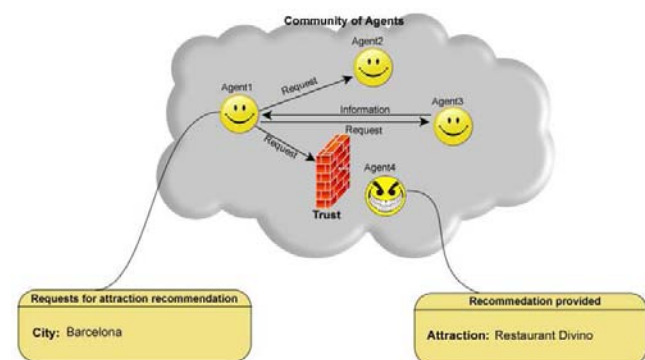 Community of Agents
Agent2
Agent1
Request
Information
Agent3
Request
Request
Agent4
Trust
Requests for attraction recommendation
City: Barcelona
Recommedation provided
Attraction: Restaurant Divino